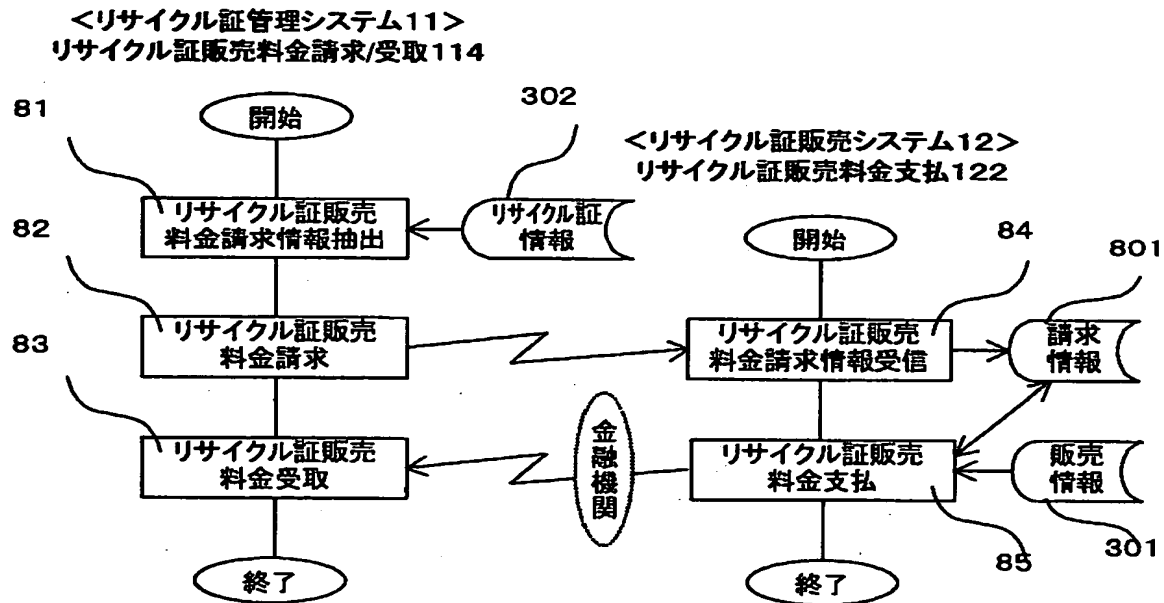 <リサイクル証管理システム11>
リサイクル証販売料金請求/受取114
81
開始
302
<リサイクル証販売システム12>
リサイクル証販売料金支払122
リサイクル証販売
料金請求情報抽出
リサイクル証
情報
82
開始
84
801
リサイクル証販売
料金請求
リサイクル証販売
料金請求情報受信
請求
情報
83
リサイクル証販売
料金受取
金融機関
リサイクル証販売
料金支払
販売
情報
終了
終了
85
301